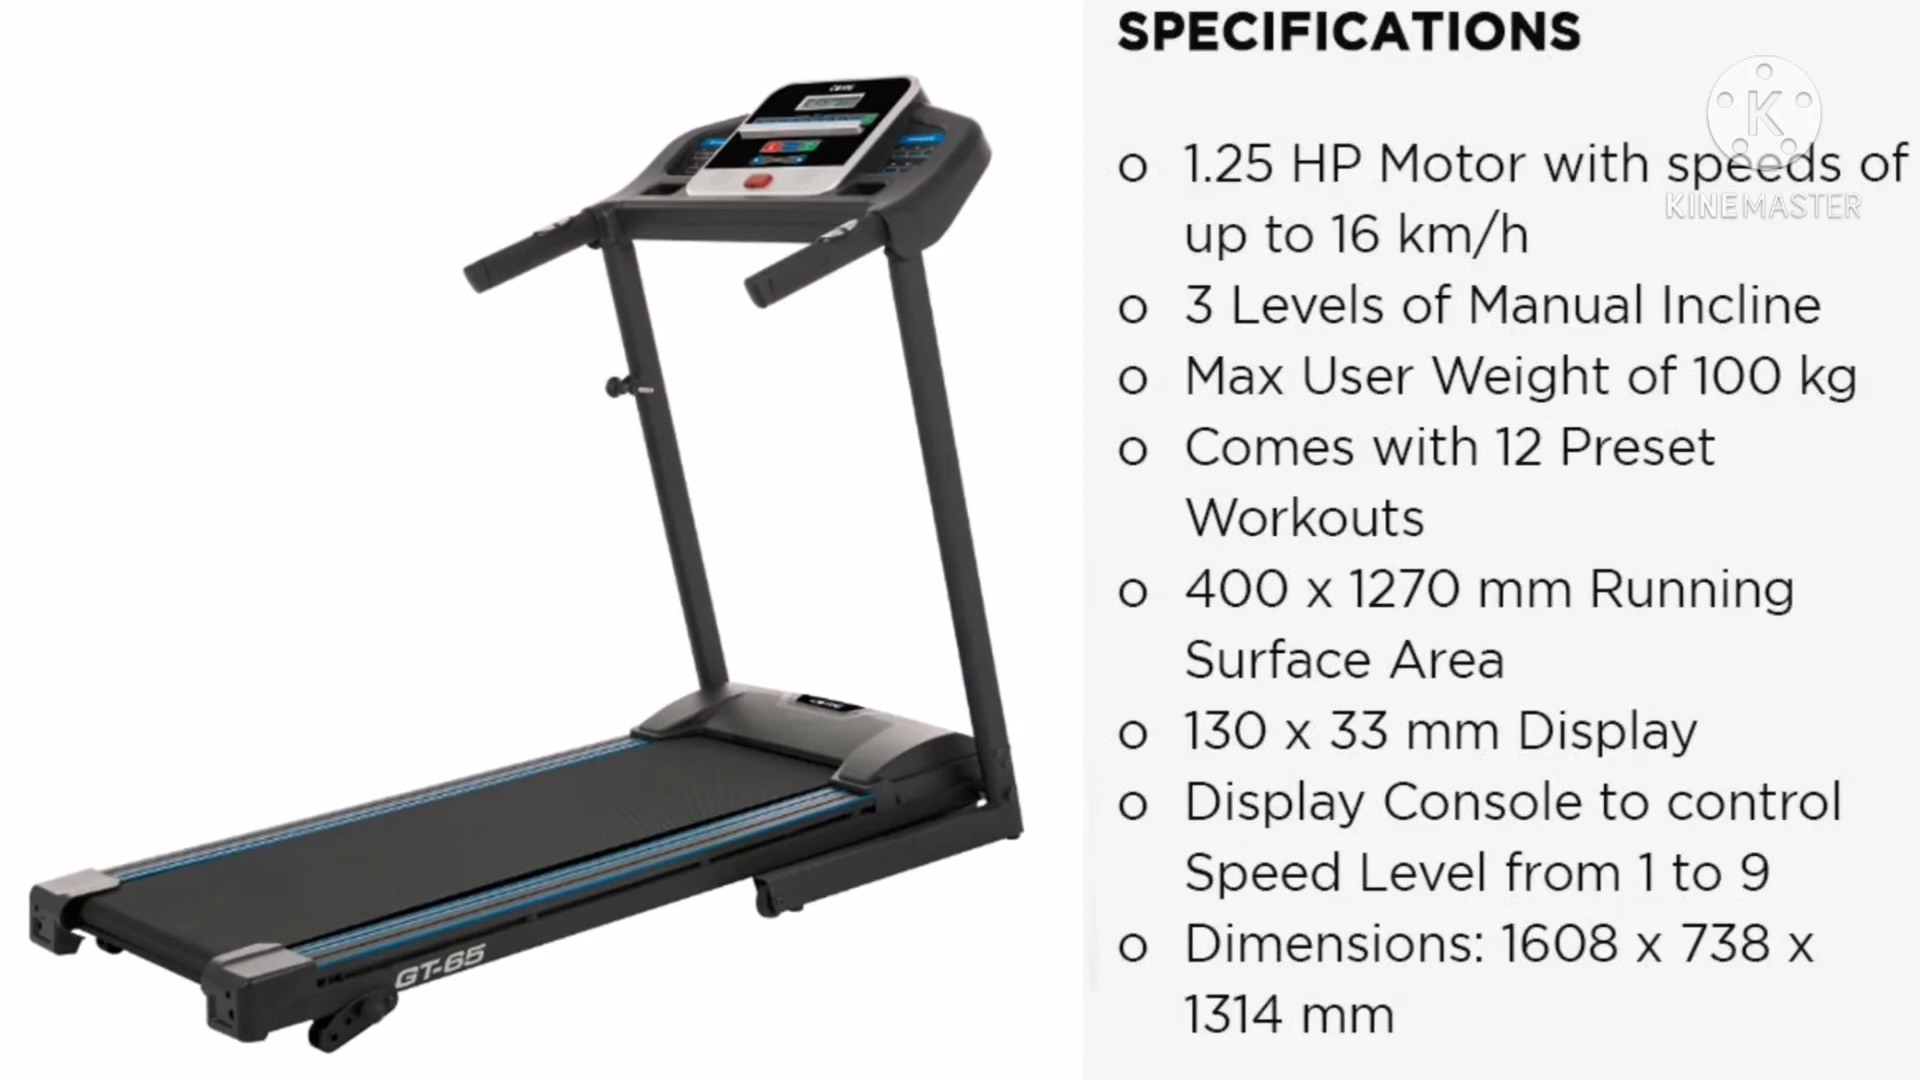 SPECIFICATIONS
K
KINEMASTER
o 1.25 HP Motor with speeds of
up to 16 km/h
o 3 Levels of Manual Incline
o Max User Weight of 100 kg
o Comes with 12 Preset
Workouts
o 400 x 1270 mm Running
Surface Area
o 130 x 33 mm Display
o Display Console to control
Speed Level from 1 to 9
o Dimensions: 1608 x 738 x
1314 mm
GT-65